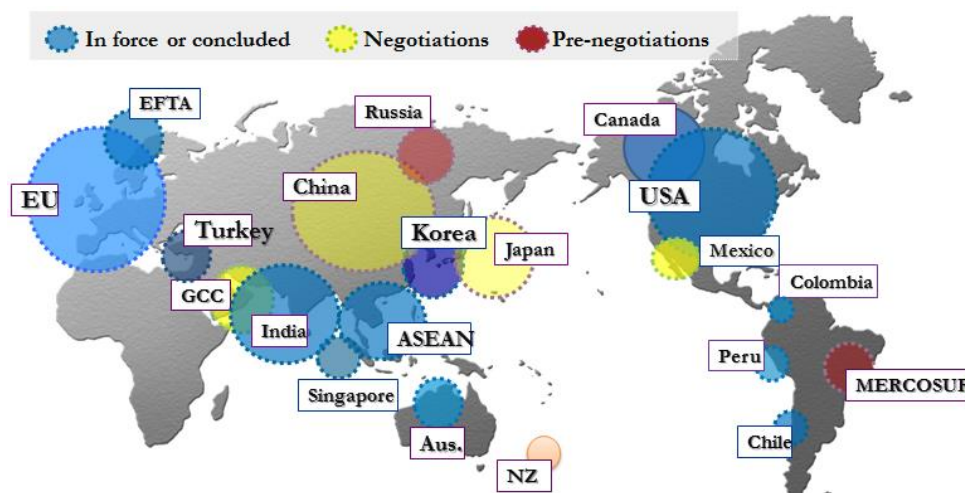 In force or concluded
Negotiations
Pre-negotiations
EFTA
Russia
Canada
China
EU
USA
Turkey
Korea
Japan
Mexico
GCC
Colombia
India
ASEAN
Peru
Singapore
MERCOSUR
Aus.
Chile
NZ